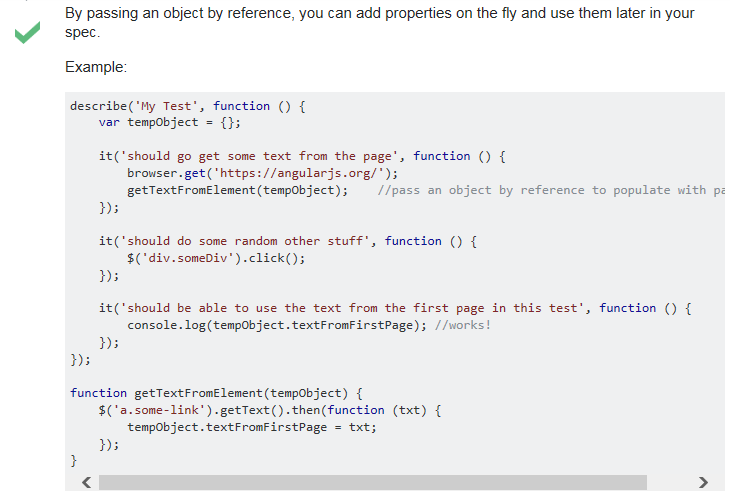 By passing an object by reference, you can add properties on the fly and use them later in your
spec.
Example:
describe('My Test', function () {
    var tempObject = {};
    it('should go get some text from the page', function () {
        browser.get('https://angularjs.org/');
        getTextFromElement(tempObject);    //pass an object by reference to populate with
    });
    it('should do some random other stuff', function () {
        $('div.someDiv').click();
    });
    it('should be able to use the text from the first page in this test', function () {
        console.log(tempObject.textFromFirstPage); //works!
    });
});
function getTextFromElement(tempObject) {
    $('a.some-link').getText().then(function (txt) {
        tempObject.textFromFirstPage = txt;
    });
}